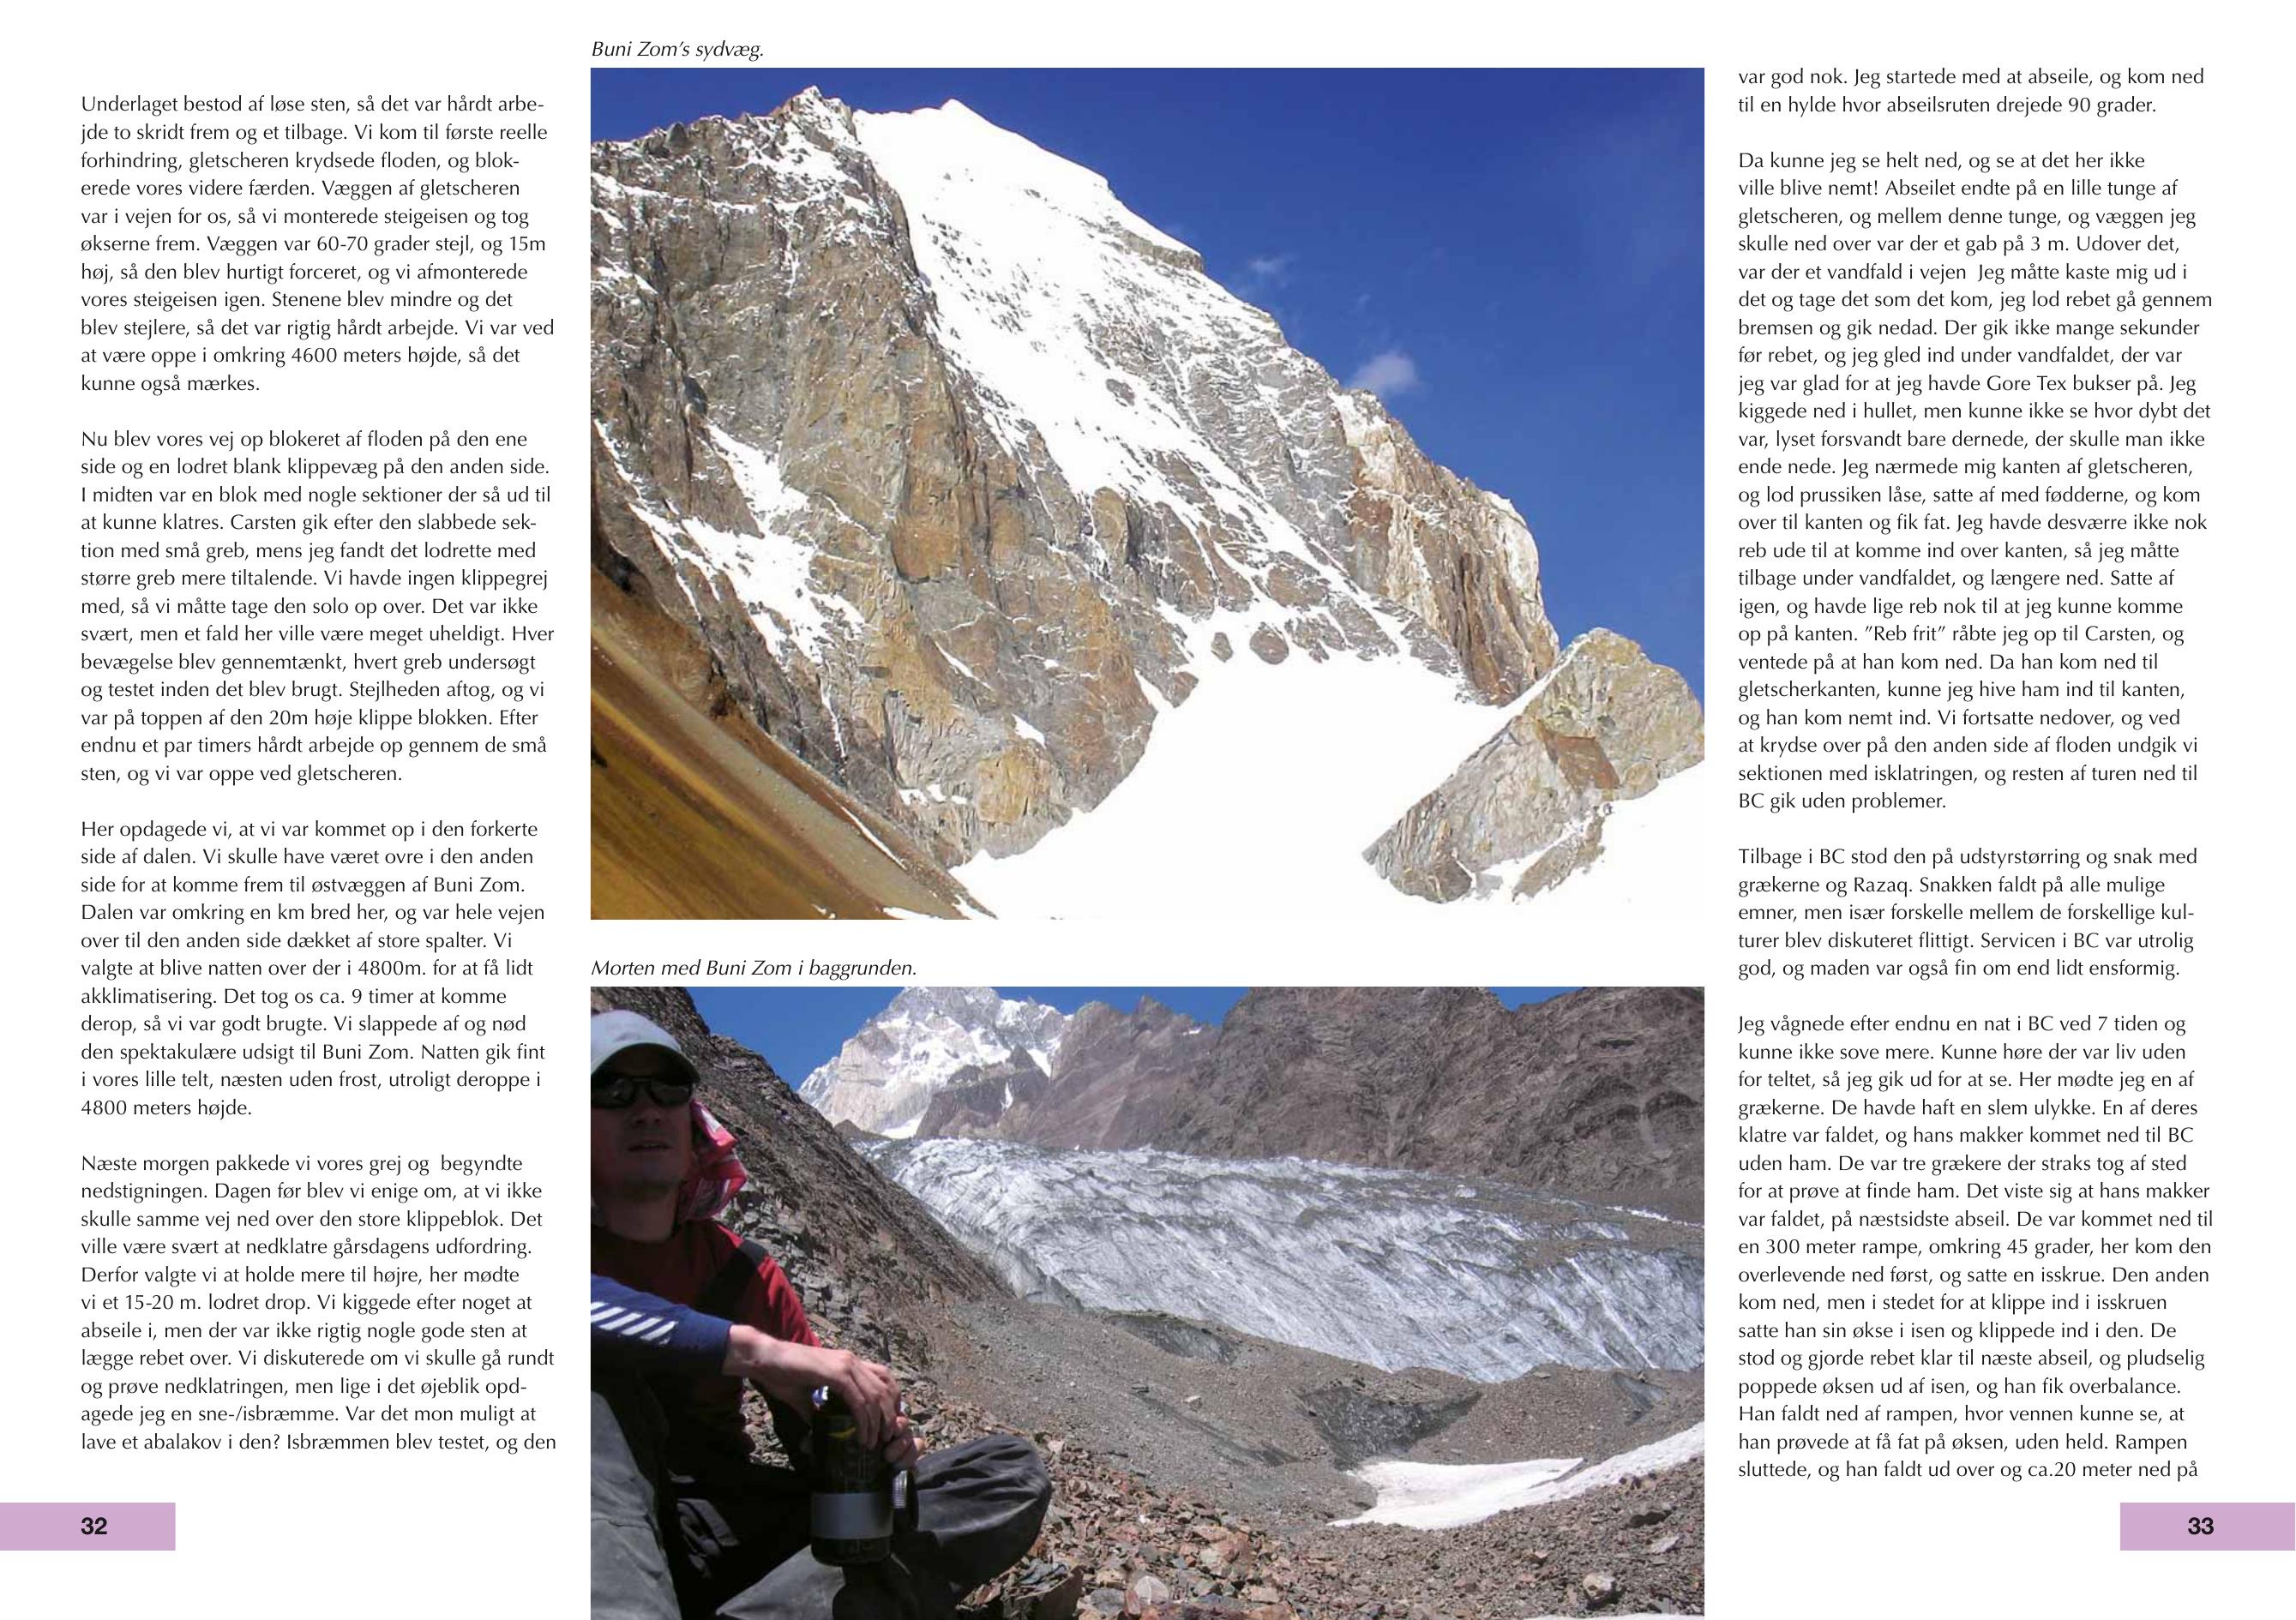 Underlaget bestod af løse sten, så det var hårdt arbe-
jde to skridt frem og et tilbage. Vi kom til første reelle
forhindring, gletscheren krydsede floden, og blok-
erede vores videre færden. Væggen af gletscheren
var i vejen for os, så vi monterede steigeisen og tog
økserne frem. Væggen var 60-70 grader stejl, og 15m
høj, så den blev hurtigt forceret, og vi afmonterede
vores steigeisen igen. Stenene blev mindre og det
blev stejlere, så det var rigtig hårdt arbejde. Vi var ved
at være oppe i omkring 4600 meters højde, så det
kunne også mærkes.
Nu blev vores vej op blokeret af floden på den ene
side og en lodret blank klippevæg på den anden side.
I midten var en blok med nogle sektioner der så ud til
at kunne klatres. Carsten gik efter den slabbede sek-
tion med små greb, mens jeg fandt det lodrette med
større greb mere tiltalende. Vi havde ingen klippegrej
med, så vi måtte tage den solo op over. Det var ikke
svært, men et fald her ville være meget uheldigt. Hver
bevægelse blev gennemtænkt, hvert greb undersøgt
og testet inden det blev brugt. Stejlheden aftog, og vi
var på toppen af den 20m høje klippe blokken. Efter
endnu et par timers hårdt arbejde op gennem de små
sten, og vi var oppe ved gletscheren.
Her opdagede vi, at vi var kommet op i den forkerte
side af dalen. Vi skulle have været ovre i den anden
side for at komme frem til østvæggen af Buni Zom.
Dalen var omkring en km bred her, og var hele vejen
over til den anden side dækket af store spalter. Vi
valgte at blive natten over der i 4800m. for at få lidt
akklimatisering. Det tog os ca. 9 timer at komme
derop, så vi var godt brugte. Vi slappede af og nød
den spektakulære udsigt til Buni Zom. Natten gik fint
i vores lille telt, næsten uden frost, utroligt deroppe i
4800 meters højde.
Næste morgen pakkede vi vores grej og  begyndte
nedstigningen. Dagen før blev vi enige om, at vi ikke
skulle samme vej ned over den store klippeblok. Det
ville være svært at nedklatre gårsdagens udfordring.
Derfor valgte vi at holde mere til højre, her mødte
vi et 15-20 m. lodret drop. Vi kiggede efter noget at
abseile i, men der var ikke rigtig nogle gode sten at
lægge rebet over. Vi diskuterede om vi skulle gå rundt
og prøve nedklatringen, men lige i det øjeblik opd-
agede jeg en sne-/isbræmme. Var det mon muligt at
lave et abalakov i den? Isbræmmen blev testet, og den
32
Buni Zom’s sydvæg.
Morten med Buni Zom i baggrunden.
var god nok. Jeg startede med at abseile, og kom ned
til en hylde hvor abseilsruten drejede 90 grader.
Da kunne jeg se helt ned, og se at det her ikke
ville blive nemt! Abseilet endte på en lille tunge af
gletscheren, og mellem denne tunge, og væggen jeg
skulle ned over var der et gab på 3 m. Udover det,
var der et vandfald i vejen  Jeg måtte kaste mig ud i
det og tage det som det kom, jeg lod rebet gå gennem
bremsen og gik nedad. Der gik ikke mange sekunder
før rebet, og jeg gled ind under vandfaldet, der var
jeg var glad for at jeg havde Gore Tex bukser på. Jeg
kiggede ned i hullet, men kunne ikke se hvor dybt det
var, lyset forsvandt bare dernede, der skulle man ikke
ende nede. Jeg nærmede mig kanten af gletscheren,
og lod prussiken låse, satte af med fødderne, og kom
over til kanten og fik fat. Jeg havde desværre ikke nok
reb ude til at komme ind over kanten, så jeg måtte
tilbage under vandfaldet, og længere ned. Satte af
igen, og havde lige reb nok til at jeg kunne komme
op på kanten. ”Reb frit” råbte jeg op til Carsten, og
ventede på at han kom ned. Da han kom ned til
gletscherkanten, kunne jeg hive ham ind til kanten,
og han kom nemt ind. Vi fortsatte nedover, og ved
at krydse over på den anden side af floden undgik vi
sektionen med isklatringen, og resten af turen ned til
BC gik uden problemer.
Tilbage i BC stod den på udstyrstørring og snak med
grækerne og Razaq. Snakken faldt på alle mulige
emner, men især forskelle mellem de forskellige kul-
turer blev diskuteret flittigt. Servicen i BC var utrolig
god, og maden var også fin om end lidt ensformig.
Jeg vågnede efter endnu en nat i BC ved 7 tiden og
kunne ikke sove mere. Kunne høre der var liv uden
for teltet, så jeg gik ud for at se. Her mødte jeg en af
grækerne. De havde haft en slem ulykke. En af deres
klatre var faldet, og hans makker kommet ned til BC
uden ham. De var tre grækere der straks tog af sted
for at prøve at finde ham. Det viste sig at hans makker
var faldet, på næstsidste abseil. De var kommet ned til
en 300 meter rampe, omkring 45 grader, her kom den
overlevende ned først, og satte en isskrue. Den anden
kom ned, men i stedet for at klippe ind i isskruen
satte han sin økse i isen og klippede ind i den. De
stod og gjorde rebet klar til næste abseil, og pludselig
poppede øksen ud af isen, og han fik overbalance.
Han faldt ned af rampen, hvor vennen kunne se, at
han prøvede at få fat på øksen, uden held. Rampen
sluttede, og han faldt ud over og ca.20 meter ned på
33